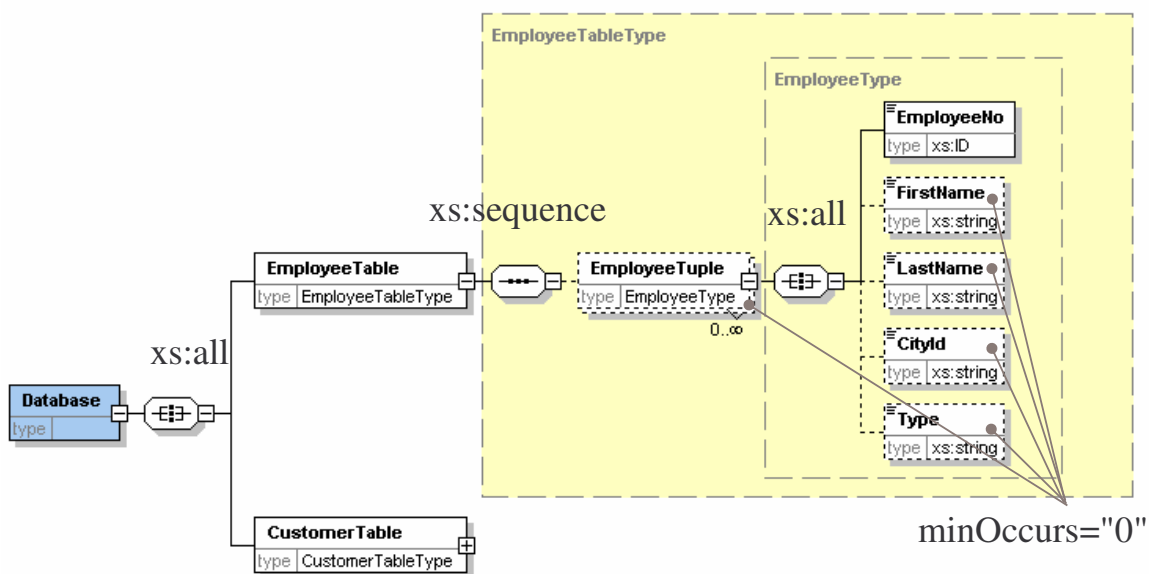 EmployeeTableType
EmployeeType
EmployeeNo
type xs:ID
FirstName
type xs:string
xs:sequence
xs:all
EmployeeTable
type EmployeeTableType
EmployeeTuple
type EmployeeType
0..∞
LastName
type xs:string
CityId
type xs:string
Type
type xs:string
xs:all
Database
type
CustomerTable
type CustomerTableType
minOccurs="0"